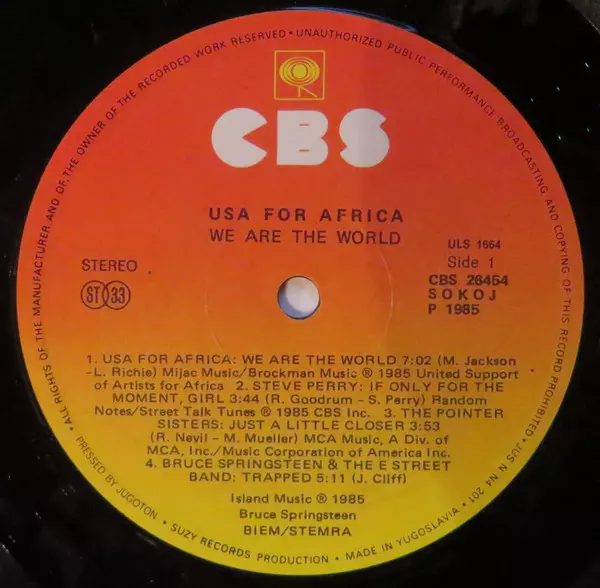 • ALL RIGHTS OF THE MANUFACTURER AND OF THE OWNER OF THE RECORDED WORK RESERVED • UNAUTHORIZED PUBLIC PERFORMANCE BROADCASTING AND COPYING OF THIS RECORD PROHIBITED • JUS N N4 201
CBS
USA FOR AFRICA
WE ARE THE WORLD
STEREO
ST 33
ULS 1664
Side 1
CBS 26454
SOKOJ
P 1985
1. USA FOR AFRICA: WE ARE THE WORLD 7:02 (M. Jackson
-L. Richie) Mijac Music/Brockman Music ℗ 1985 United Support
of Artists for Africa 2. STEVE PERRY: IF ONLY FOR THE
MOMENT, GIRL 3:44 (R. Goodrum - S. Perry) Random
Notes/Street Talk Tunes ℗ 1985 CBS Inc. 3. THE POINTER
SISTERS: JUST A LITTLE CLOSER 3:53
(R. Nevil - M. Mueller) MCA Music, A Div. of
MCA, Inc./Music Corporation of America Inc.
4. BRUCE SPRINGSTEEN & THE E STREET
BAND: TRAPPED 5:11 (J. Cliff)
Island Music ℗ 1985
Bruce Springsteen
BIEM/STEMRA
PRESSED BY JUGOTON • SUZY RECORDS PRODUCTION • MADE IN YUGOSLAVIA •